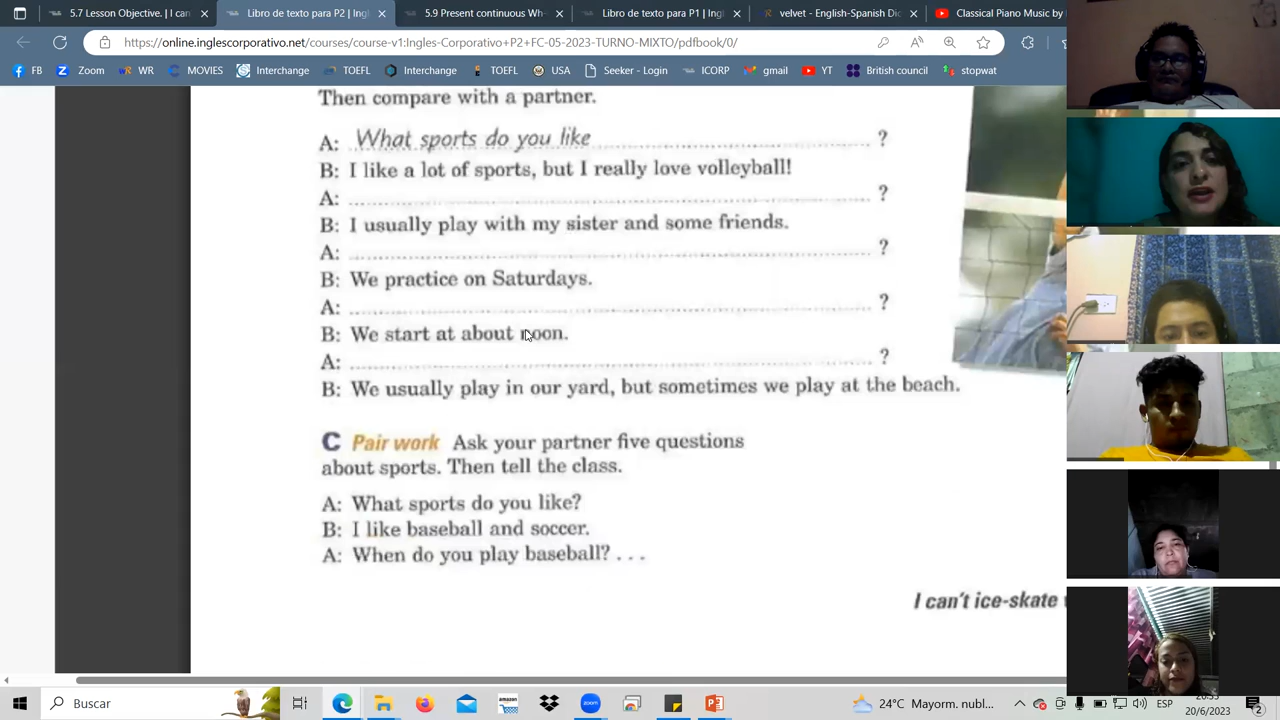 5.7 Lesson Objective. | I can
Libro de texto para P2 | Ingl
5.9 Present continuous Wh-
Libro de texto para P1 | Ingl
velvet - English-Spanish Dic
Classical Piano Music by
https://online.inglescorporativo.net/courses/course-v1:Ingles-Corporativo+P2+FC-05-2023-TURNO-MIXTO/pdfbook/0/
FB
Zoom
WR
MOVIES
Interchange
TOEFL
Interchange
TOEFL
USA
Seeker - Login
ICORP
gmail
YT
British council
stopwat
Then compare with a partner.
A: What sports do you like ?
B: I like a lot of sports, but I really love volleyball!
A: ?
B: I usually play with my sister and some friends.
A: ?
B: We practice on Saturdays.
A: ?
B: We start at about noon.
A: ?
B: We usually play in our yard, but sometimes we play at the beach.
C Pair work Ask your partner five questions
about sports. Then tell the class.
A: What sports do you like?
B: I like baseball and soccer.
A: When do you play baseball? . . .
I can't ice-skate
Buscar
24°C Mayorm. nubl...
ESP
20/6/2023
2